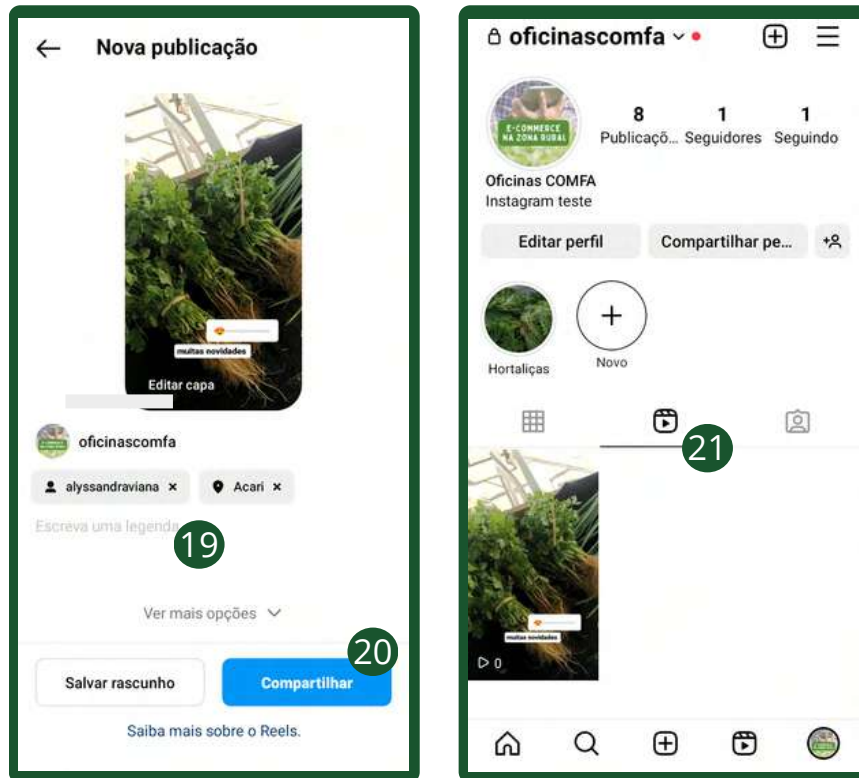 Nova publicação
muitas novidades
Editar capa
oficinascomfa
alyssandraviana × Acari ×
Escreva uma legenda
19
Ver mais opções
20
Salvar rascunho Compartilhar
Saiba mais sobre o Reels.
oficinascomfa
E-COMMERCE
NA ZONA RURAL
8 1 1
Publicaçõ... Seguidores Seguindo
Oficinas COMFA
Instagram teste
Editar perfil Compartilhar pe...
Hortaliças Novo
21
muitas novidades
0